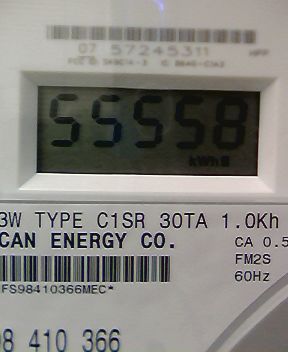 07 57245311
55558
kWh
3W TYPE C1SR 30TA 1.0Kh
CAN ENERGY CO.
CA 0.5
FM2S
60Hz
FS98410366MEC*
98 410 366